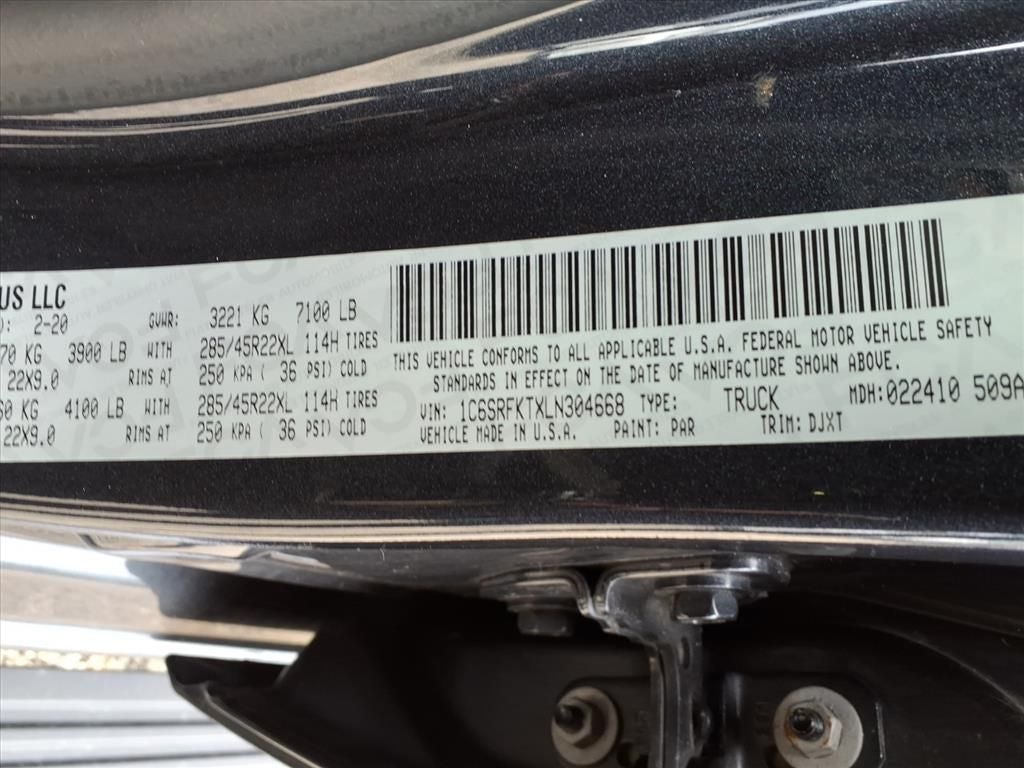 US LLC
): 2-20 GVWR: 3221 KG 7100 LB
70 KG 3900 LB WITH 285/45R22XL 114H TIRES
22X9.0 RIMS AT 250 KPA ( 36 PSI) COLD
60 KG 4100 LB WITH 285/45R22XL 114H TIRES
22X9.0 RIMS AT 250 KPA ( 36 PSI) COLD
THIS VEHICLE CONFORMS TO ALL APPLICABLE U.S.A. FEDERAL MOTOR VEHICLE SAFETY
STANDARDS IN EFFECT ON THE DATE OF MANUFACTURE SHOWN ABOVE.
VIN: 1C6SRFKTXLN304668 TYPE: TRUCK MDH:022410 509A
VEHICLE MADE IN U.S.A. PAINT: PAR TRIM: DJXT